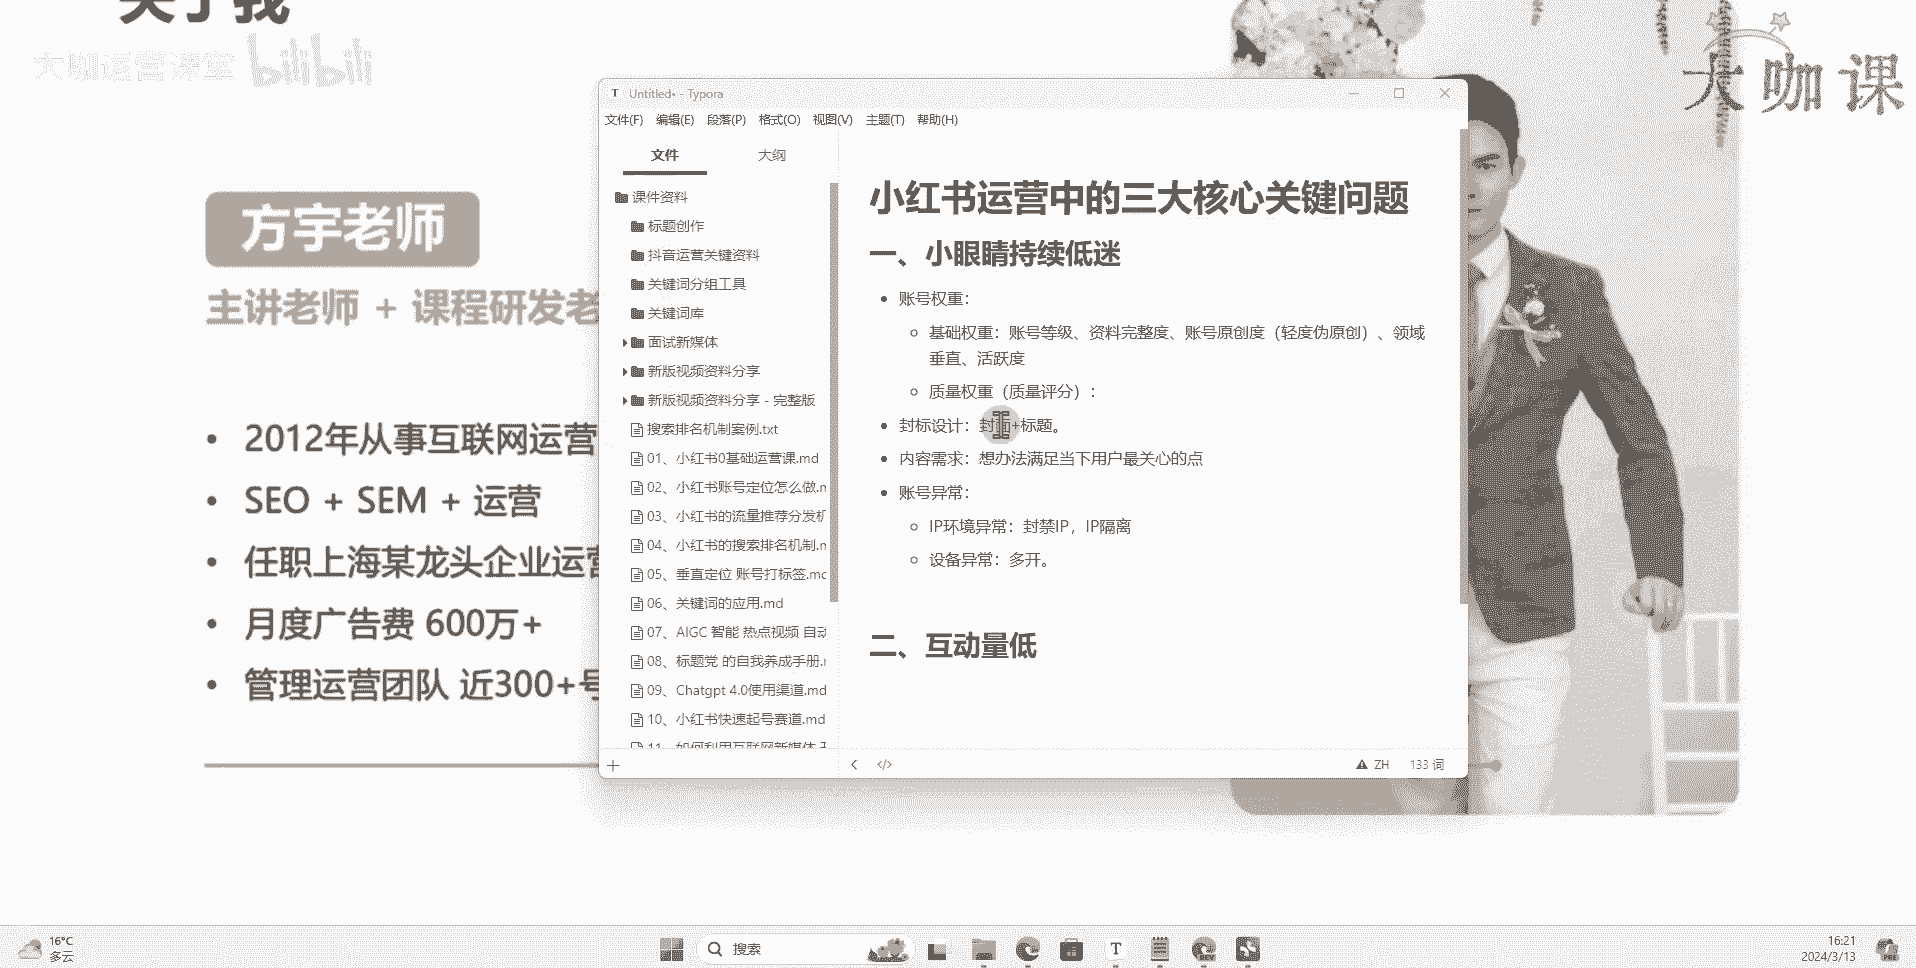 关于我
大咖运营课堂 bilibili
大咖课
方宇老师
主讲老师 + 课程研发老
2012年从事互联网运营
SEO + SEM + 运营
任职上海某龙头企业运营
月度广告费 600万+
管理运营团队 近300+号
Untitled• - Typora
文件(F) 编辑(E) 段落(P) 格式(O) 视图(V) 主题(T) 帮助(H)
文件 大纲
课件资料
标题创作
抖音运营关键资料
关键词分组工具
关键词库
面试新媒体
新版视频资料分享
新版视频资料分享 - 完整版
搜索排名机制案例.txt
01、小红书0基础运营课.md
02、小红书账号定位怎么做.m
03、小红书的流量推荐分发机
04、小红书的搜索排名机制.m
05、垂直定位 账号打标签.md
06、关键词的应用.md
07、AIGC 智能 热点视频 自动
08、标题党 的自我养成手册.m
09、Chatgpt 4.0使用渠道.md
10、小红书快速起号赛道.md
11、如何利用互联网新媒体
小红书运营中的三大核心关键问题
一、小眼睛持续低迷
账号权重：
基础权重：账号等级、资料完整度、账号原创度（轻度伪原创）、领域
垂直、活跃度
质量权重（质量评分）：
封标设计：封面+标题。
内容需求：想办法满足当下用户最关心的点
账号异常：
IP环境异常：封禁IP，IP隔离
设备异常：多开。
二、互动量低
ZH 133 词
16°C
多云
搜索
16:21
2024/3/13